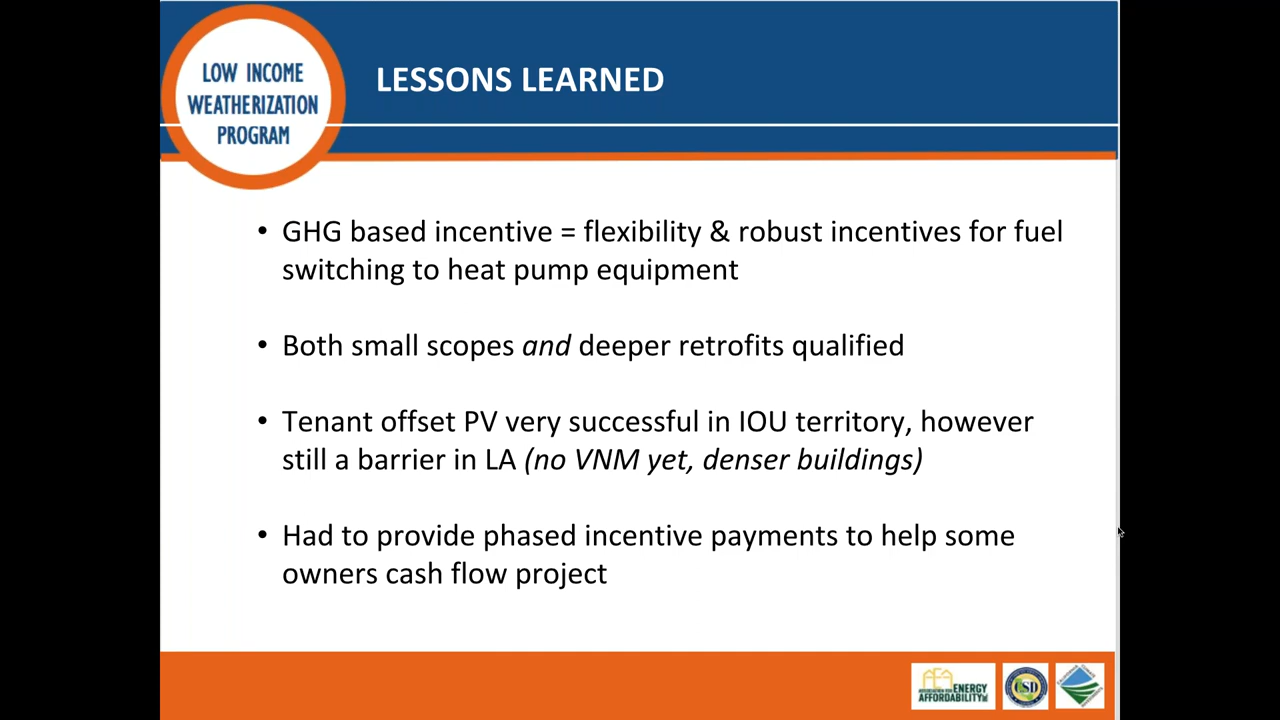 LOW INCOME
WEATHERIZATION
PROGRAM
LESSONS LEARNED
• GHG based incentive = flexibility & robust incentives for fuel
switching to heat pump equipment
• Both small scopes and deeper retrofits qualified
• Tenant offset PV very successful in IOU territory, however
still a barrier in LA (no VNM yet, denser buildings)
• Had to provide phased incentive payments to help some
owners cash flow project
ENERGY
AFFORDABILITY
CSD